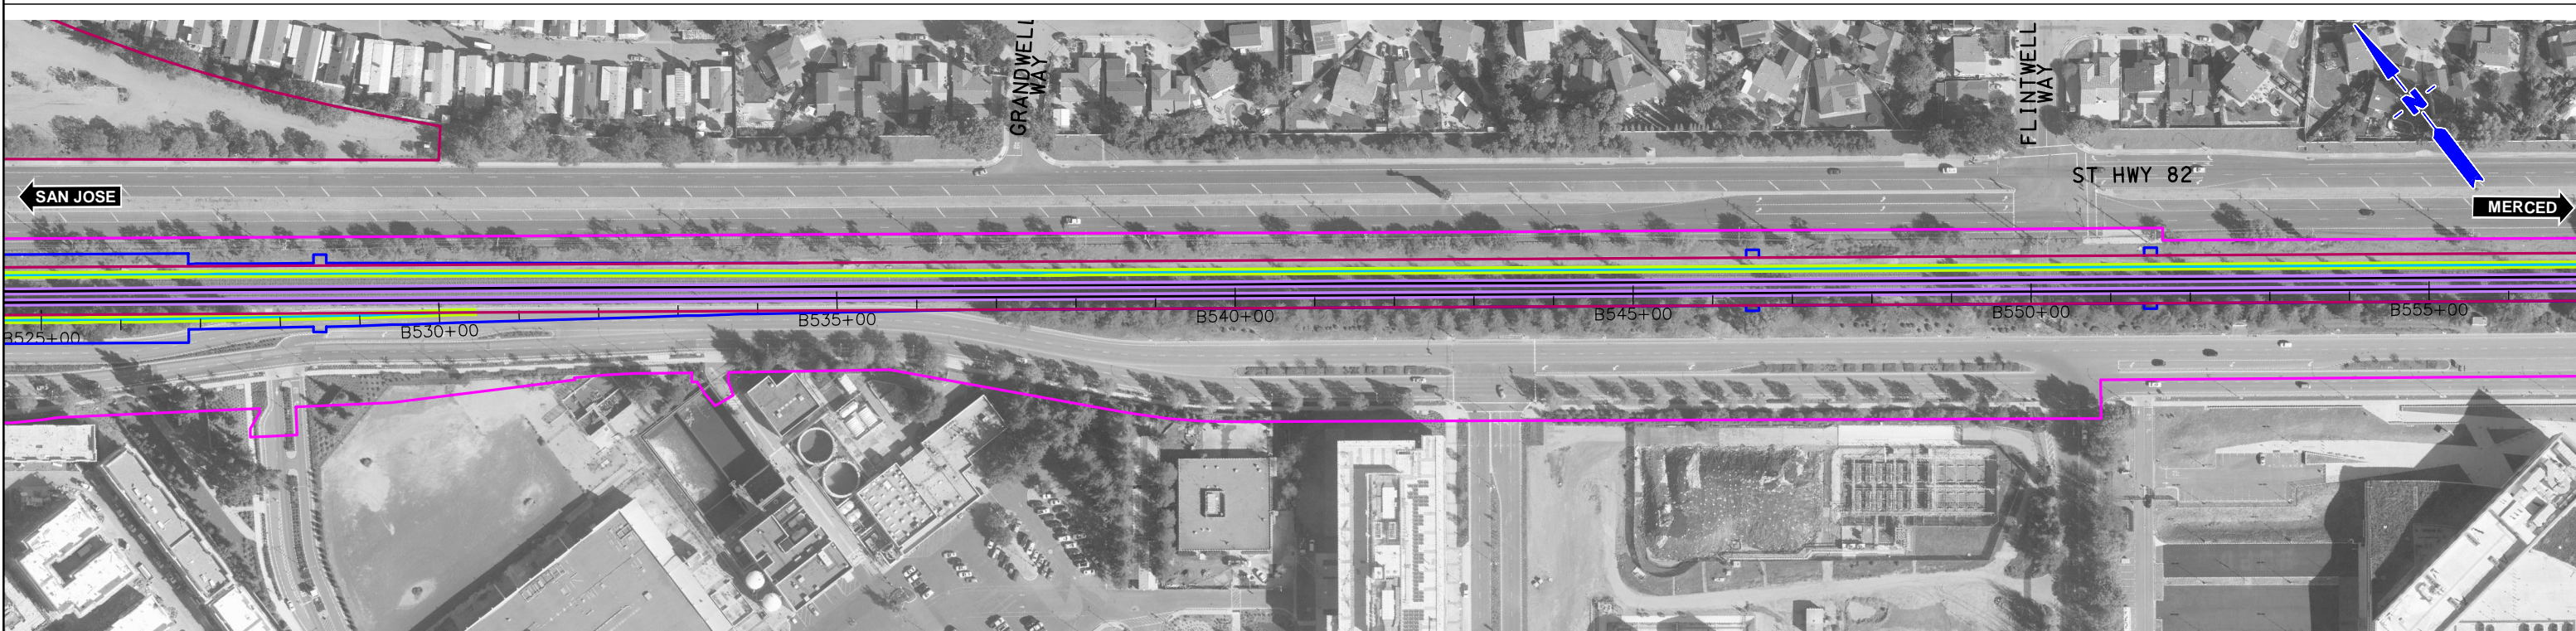 GRANDWELL
WAY
FLINTWELL
WAY
N
ST HWY 82
SAN JOSE
MERCED
B525+00
B530+00
B535+00
B540+00
B545+00
B550+00
B555+00